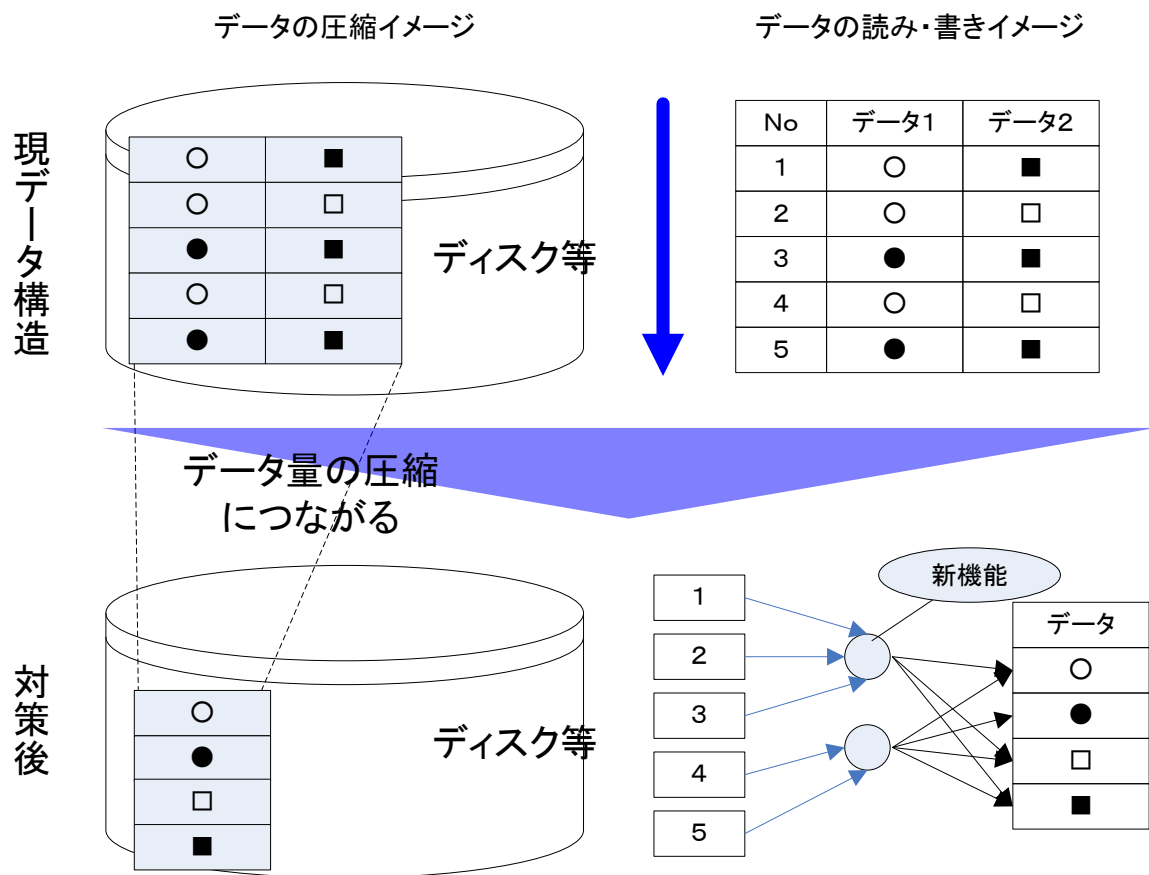 データの圧縮イメージ
データの読み・書きイメージ
現データ構造
○ ■
○ □
● ■
○ □
● ■
ディスク等
No データ1 データ2
1 ○ ■
2 ○ □
3 ● ■
4 ○ □
5 ● ■
データ量の圧縮
につながる
対策後
○
●
□
■
ディスク等
新機能
1
2
3
4
5
データ
○
●
□
■